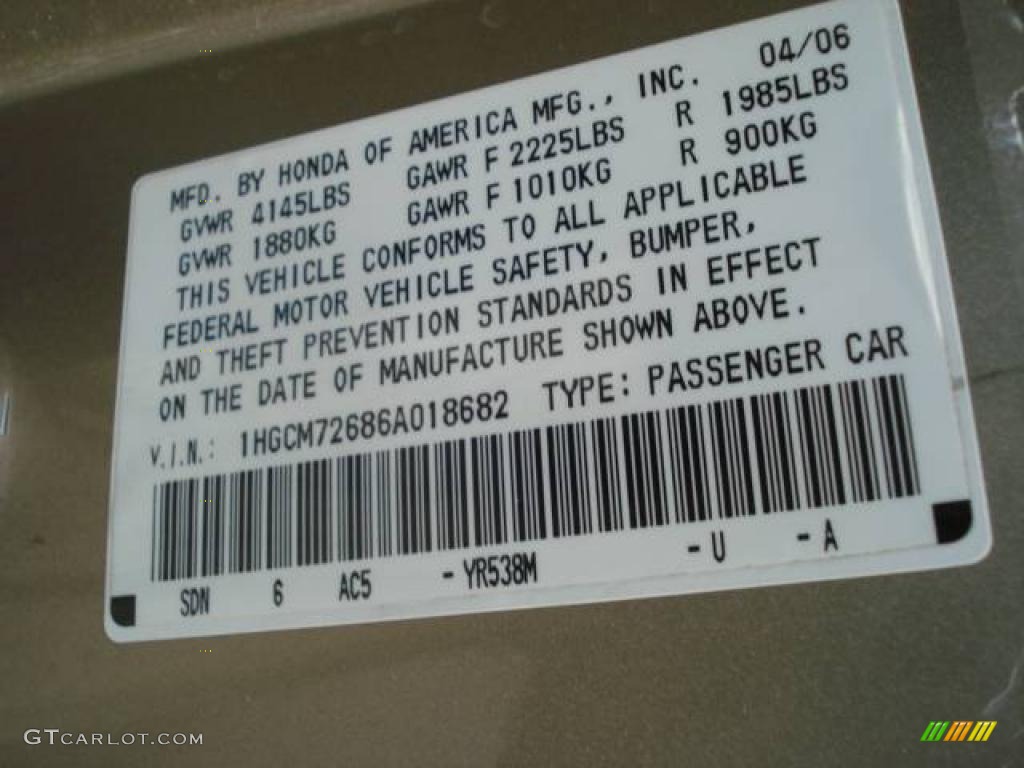 MFD. BY HONDA OF AMERICA MFG., INC. 04/06
GVWR 4145LBS GAWR F 2225LBS R 1985LBS
GVWR 1880KG GAWR F 1010KG R 900KG
THIS VEHICLE CONFORMS TO ALL APPLICABLE
FEDERAL MOTOR VEHICLE SAFETY, BUMPER,
AND THEFT PREVENTION STANDARDS IN EFFECT
ON THE DATE OF MANUFACTURE SHOWN ABOVE.
V.I.N.: 1HGCM72686A018682 TYPE: PASSENGER CAR
SDN 6 AC5 -YR538M -U -A
GTCARLOT.COM